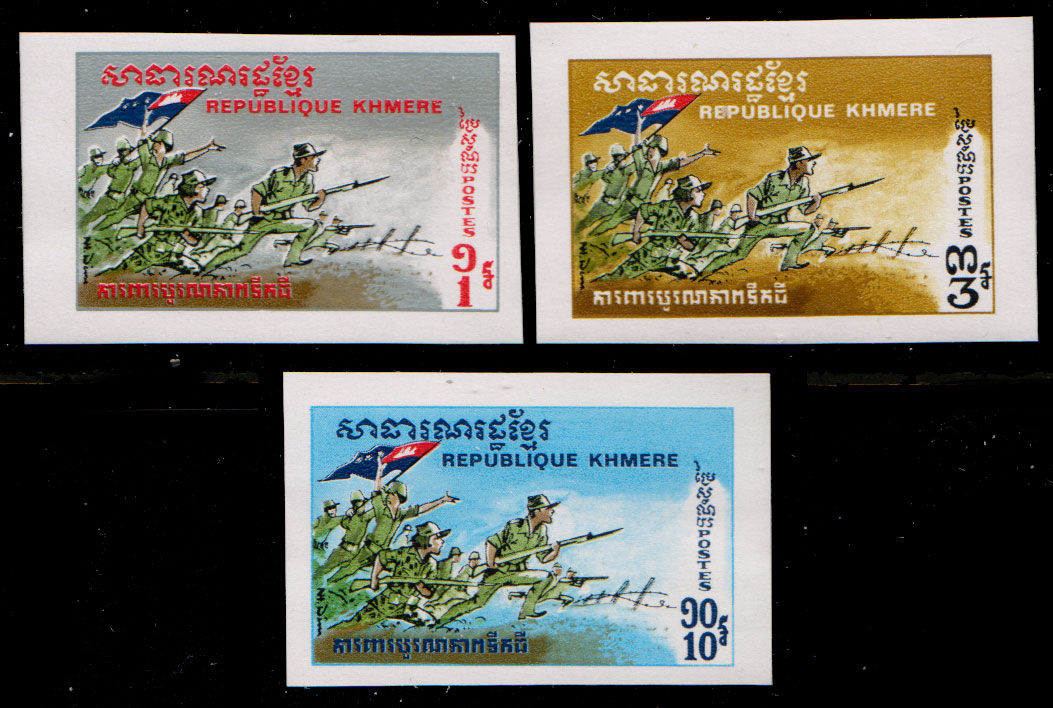 សាធារណរដ្ឋខ្មែរ
REPUBLIQUE KHMERE
ប្រៃសណីយ៍ POSTES
១
1
ការពារបូរណភាពទឹកដី
សាធារណរដ្ឋខ្មែរ
REPUBLIQUE KHMERE
ប្រៃសណីយ៍ POSTES
៣
3
ការពារបូរណភាពទឹកដី
សាធារណរដ្ឋខ្មែរ
REPUBLIQUE KHMERE
ប្រៃសណីយ៍ POSTES
១០
10
ការពារបូរណភាពទឹកដី